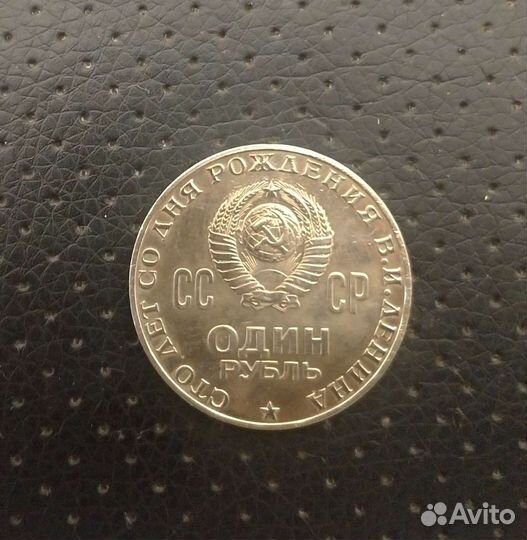 СТО ЛЕТ СО ДНЯ РОЖДЕНИЯ В.И.ЛЕНИНА
СС СР
ОДИН
РУБЛЬ
Avito